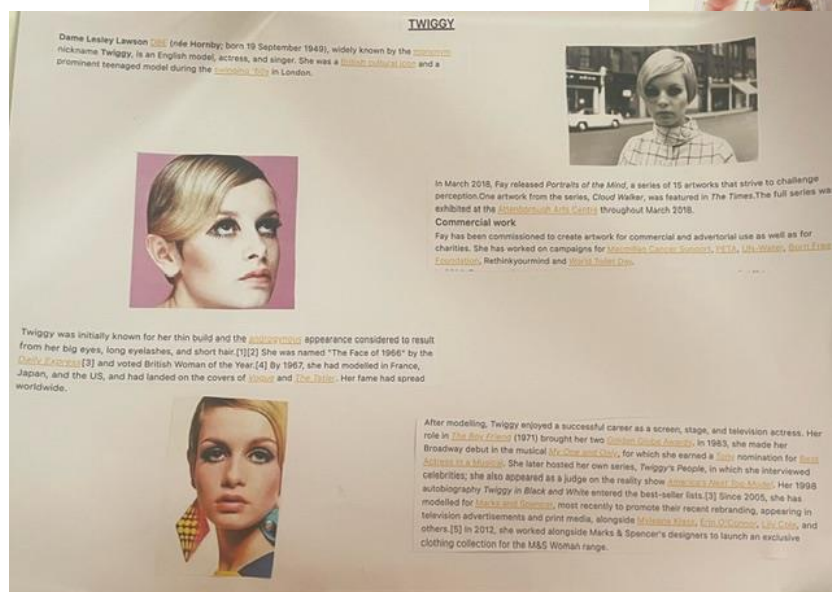 TWIGGY
Dame Lesley Lawson DBE (née Hornby; born 19 September 1949), widely known by the
nickname Twiggy, is an English model, actress, and singer. She was a British cultural icon and a
prominent teenaged model during the swinging '60s in London.
In March 2018, Fay released Portraits of the Mind, a series of 15 artworks that strive to challenge
perception.One artwork from the series, Cloud Walker, was featured in The Times.The full series wa
exhibited at the Attenborough Arts Centre throughout March 2018.
Commercial work
Fay has been commissioned to create artwork for commercial and advertorial use as well as for
charities. She has worked on campaigns for Macmillan Cancer Support, PETA, UN-Water, Born Free
Foundation, Rethinkyourmind and World Toilet Day.
Twiggy was initially known for her thin build and the androgynous appearance considered to result
from her big eyes, long eyelashes, and short hair.[1][2] She was named "The Face of 1966" by the
Daily Express[3] and voted British Woman of the Year.[4] By 1967, she had modelled in France,
Japan, and the US, and had landed on the covers of Vogue and The Tatler. Her fame had spread
worldwide.
After modelling, Twiggy enjoyed a successful career as a screen, stage, and television actress. Her
role in The Boy Friend (1971) brought her two Golden Globe Awards. In 1983, she made her
Broadway debut in the musical My One and Only, for which she earned a Tony nomination for Best
Actress in a Musical. She later hosted her own series, Twiggy's People, in which she interviewed
celebrities; she also appeared as a judge on the reality show America's Next Top Model. Her 1998
autobiography Twiggy in Black and White entered the best-seller lists.[3] Since 2005, she has
modelled for Marks and Spencer, most recently to promote their recent rebranding, appearing in
television advertisements and print media, alongside Myleene Klass, Erin O'Connor, Lily Cole, and
others.[5] In 2012, she worked alongside Marks & Spencer's designers to launch an exclusive
clothing collection for the M&S Woman range.